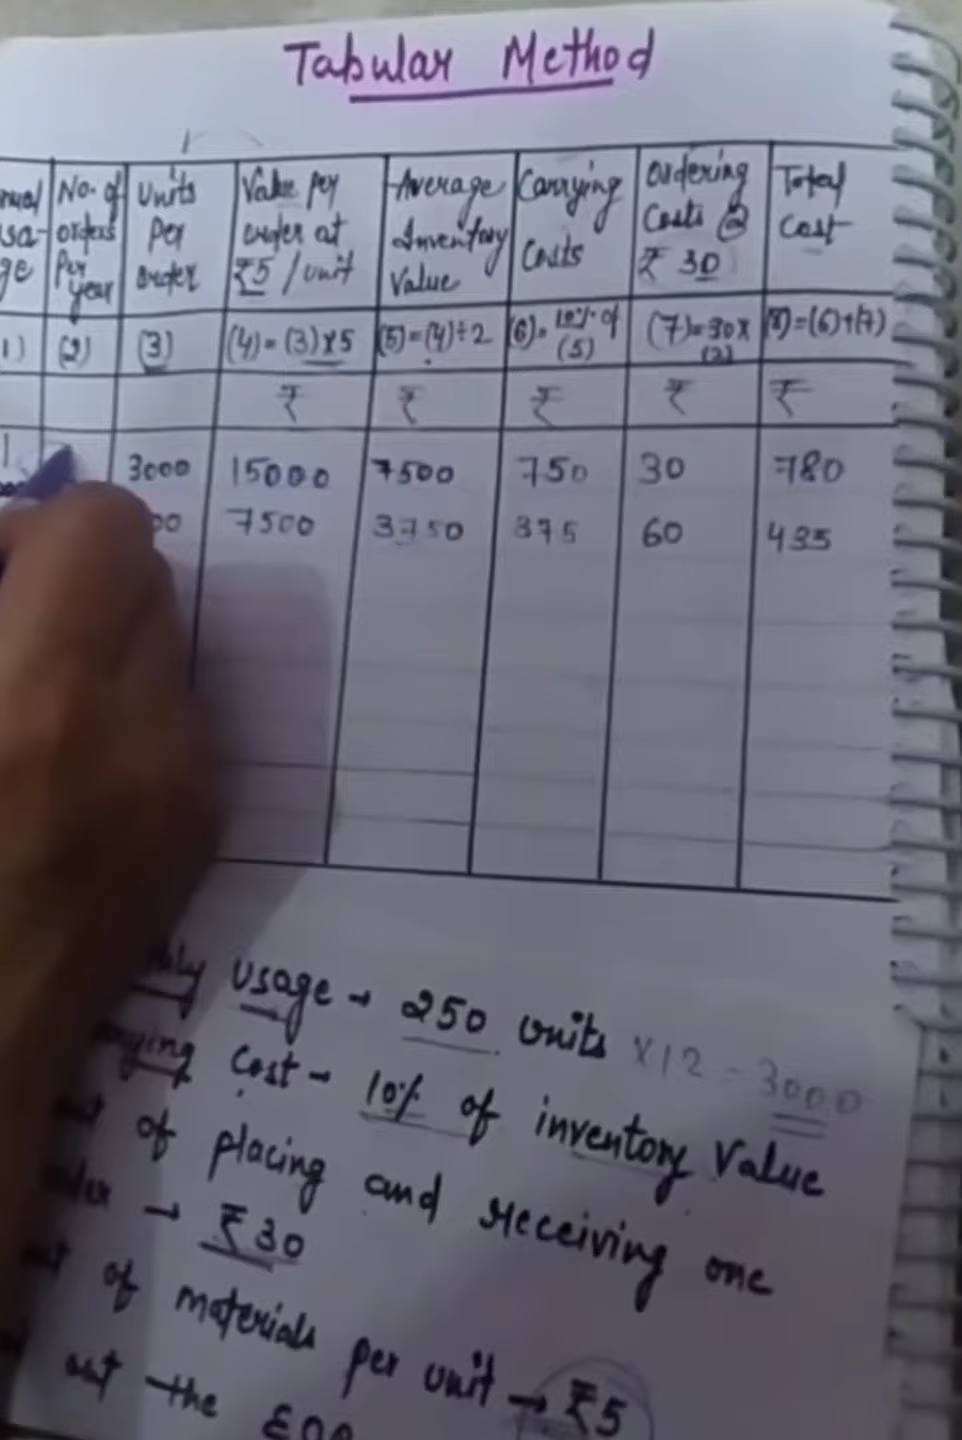 Tabular Method
No. of orders Per year
Units Per order
Value per order at ₹5 / unit
Average Inventory Value
Carrying Costs
Ordering Costs @ ₹ 30
Total Cost
(2) (3) (4) = (3) x 5 (5) = (4) ÷ 2 (6) = 10% of (5) (7) = 30 x (2) (8) = (6) + (7)
₹ ₹ ₹ ₹ ₹
3000 15000 7500 750 30 780
7500 3750 375 60 435
usage → 250 units x 12 = 3000
Cost - 10% of inventory Value
of placing and receiving one
→ ₹30
of materials per unit → ₹5
out the EOQ